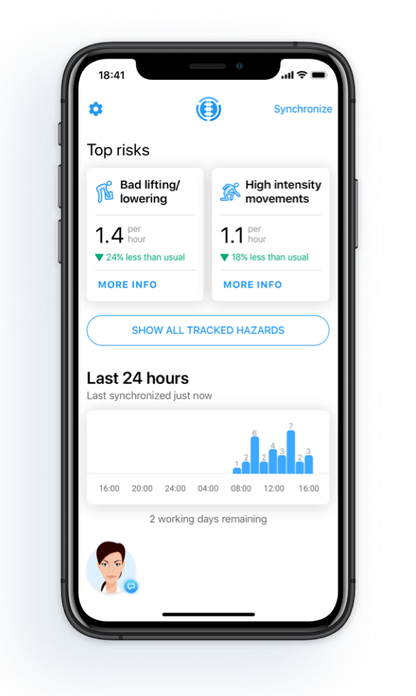 18:41
Synchronize
Top risks
Bad lifting/
lowering
High intensity
movements
1.4 per
hour
1.1 per
hour
24% less than usual
18% less than usual
MORE INFO
MORE INFO
SHOW ALL TRACKED HAZARDS
Last 24 hours
Last synchronized just now
1 2 6 2 4 3 7 2 3
16:00 20:00 24:00 04:00 08:00 12:00 16:00
2 working days remaining